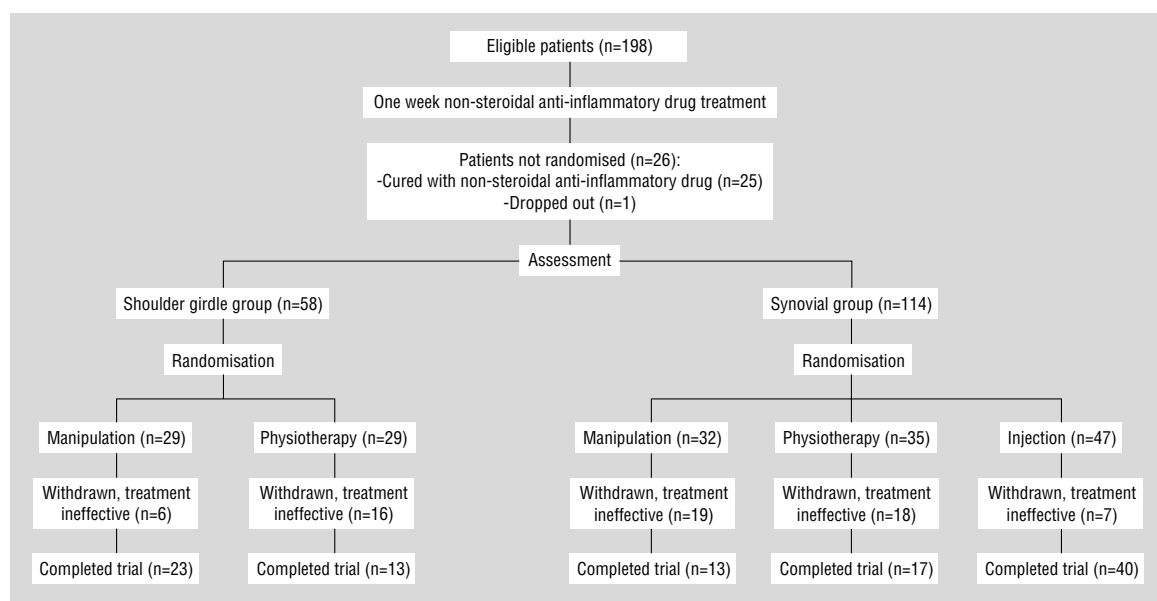 Eligible patients (n=198)
One week non-steroidal anti-inflammatory drug treatment
Patients not randomised (n=26):
-Cured with non-steroidal anti-inflammatory drug (n=25)
-Dropped out (n=1)
Assessment
Shoulder girdle group (n=58)
Synovial group (n=114)
Randomisation
Randomisation
Manipulation (n=29)
Physiotherapy (n=29)
Manipulation (n=32)
Physiotherapy (n=35)
Injection (n=47)
Withdrawn, treatment
ineffective (n=6)
Withdrawn, treatment
ineffective (n=16)
Withdrawn, treatment
ineffective (n=19)
Withdrawn, treatment
ineffective (n=18)
Withdrawn, treatment
ineffective (n=7)
Completed trial (n=23)
Completed trial (n=13)
Completed trial (n=13)
Completed trial (n=17)
Completed trial (n=40)